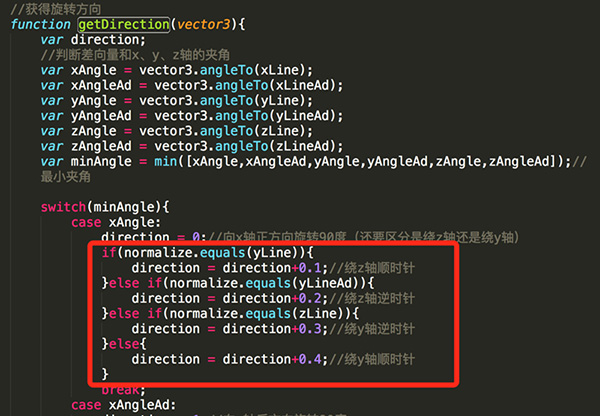 //获得旋转方向
function getDirection(vector3){
var direction;
//判断差向量和x、y、z轴的夹角
var xAngle = vector3.angleTo(xLine);
var xAngleAd = vector3.angleTo(xLineAd);
var yAngle = vector3.angleTo(yLine);
var yAngleAd = vector3.angleTo(yLineAd);
var zAngle = vector3.angleTo(zLine);
var zAngleAd = vector3.angleTo(zLineAd);
var minAngle = min([xAngle,xAngleAd,yAngle,yAngleAd,zAngle,zAngleAd]);//
最小夹角
switch(minAngle){
case xAngle:
direction = 0;//向x轴正方向旋转90度（还要区分是绕z轴还是绕y轴）
if(normalize.equals(yLine)){
direction = direction+0.1;//绕z轴顺时针
}else if(normalize.equals(yLineAd)){
direction = direction+0.2;//绕z轴逆时针
}else if(normalize.equals(zLine)){
direction = direction+0.3;//绕y轴逆时针
}else{
direction = direction+0.4;//绕y轴顺时针
}
break;
case xAngleAd: